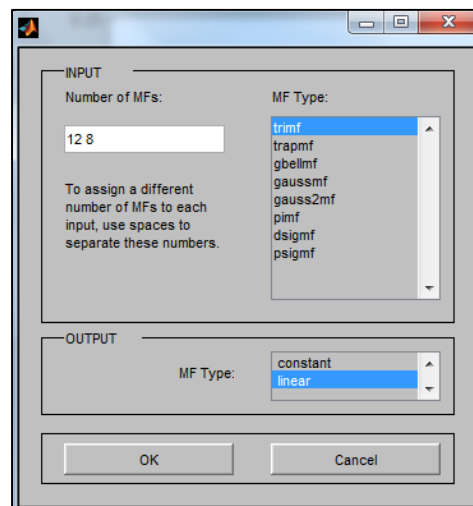 INPUT
Number of MFs:
12 8
To assign a different
number of MFs to each
input, use spaces to
separate these numbers.
MF Type:
trimf
trapmf
gbellmf
gaussmf
gauss2mf
pimf
dsigmf
psigmf
OUTPUT
MF Type:
constant
linear
OK
Cancel